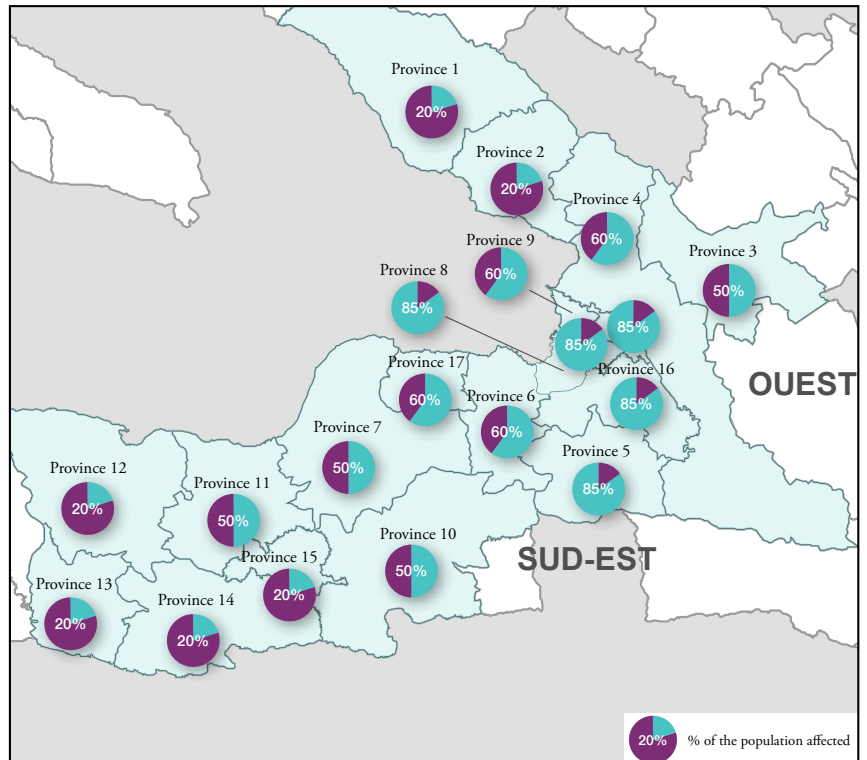 Province 1
20%
Province 2
20%
Province 4
60%
Province 9
60%
Province 3
50%
Province 8
85%
85%
85%
Province 17
60%
Province 16
85%
OUEST
Province 6
60%
Province 7
50%
Province 5
85%
Province 12
20%
Province 11
50%
Province 10
50%
SUD-EST
Province 15
20%
Province 13
20%
Province 14
20%
20% % of the population affected